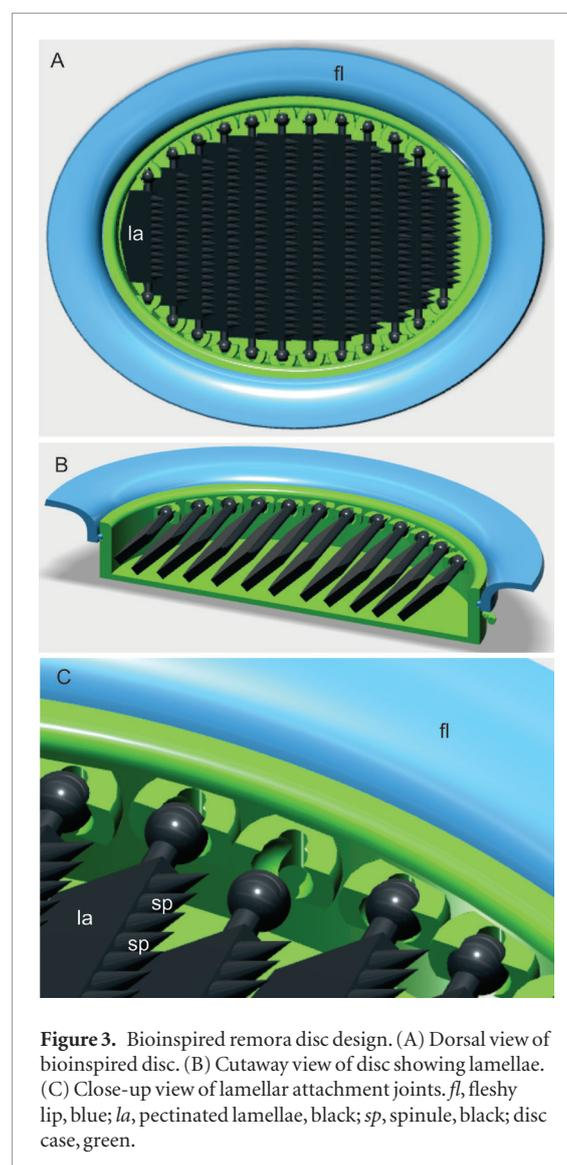 A
fl
la
B
C
fl
la
sp
sp
Figure 3. Bioinspired remora disc design. (A) Dorsal view of
bioinspired disc. (B) Cutaway view of disc showing lamellae.
(C) Close-up view of lamellar attachment joints. fl, fleshy
lip, blue; la, pectinated lamellae, black; sp, spinule, black; disc
case, green.